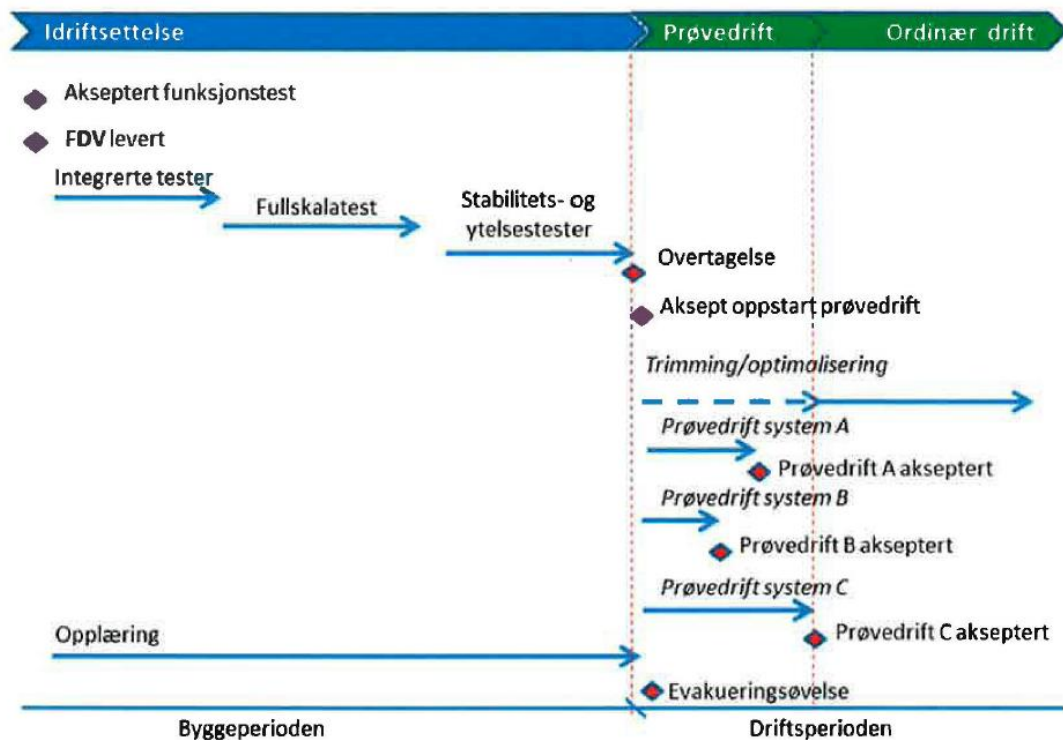 Idriftsettelse
Prøvedrift
Ordinær drift
Akseptert funksjonstest
FDV levert
Integrerte tester
Fullskalatest
Stabilitets- og
ytelsestester
Overtagelse
Aksept oppstart prøvedrift
Trimming/optimalisering
Prøvedrift system A
Prøvedrift A akseptert
Prøvedrift system B
Prøvedrift B akseptert
Prøvedrift system C
Prøvedrift C akseptert
Opplæring
Evakueringsøvelse
Byggeperioden
Driftsperioden